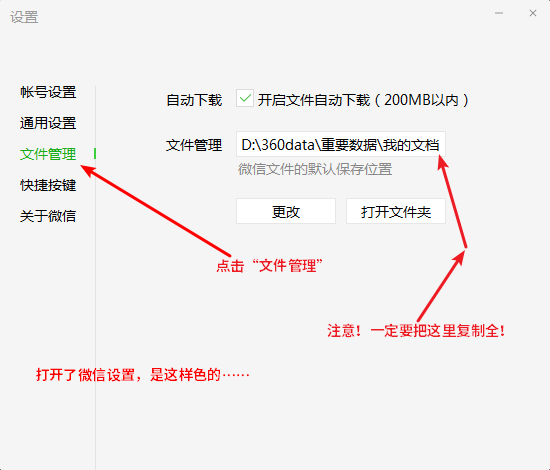 设置
帐号设置
通用设置
文件管理
快捷按键
关于微信
自动下载
开启文件自动下载（200MB以内）
文件管理
D:\360data\重要数据\我的文档
微信文件的默认保存位置
更改
打开文件夹
点击“文件管理”
注意！一定要把这里复制全！
打开了微信设置，是这样色的……